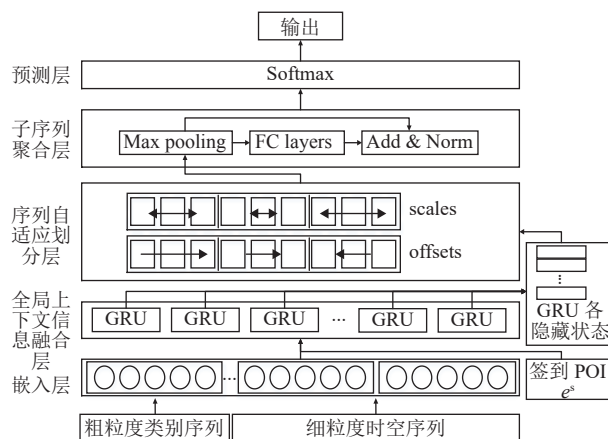 输出
预测层
Softmax
子序列
聚合层
Max pooling
FC layers
Add & Norm
序列自
适应划
分层
scales
offsets
全局上
下文信
息融合
层
GRU
GRU
GRU
...
GRU
GRU
GRU 各
隐藏状态
嵌入层
...
签到 POI
eˢ
粗粒度类别序列
细粒度时空序列